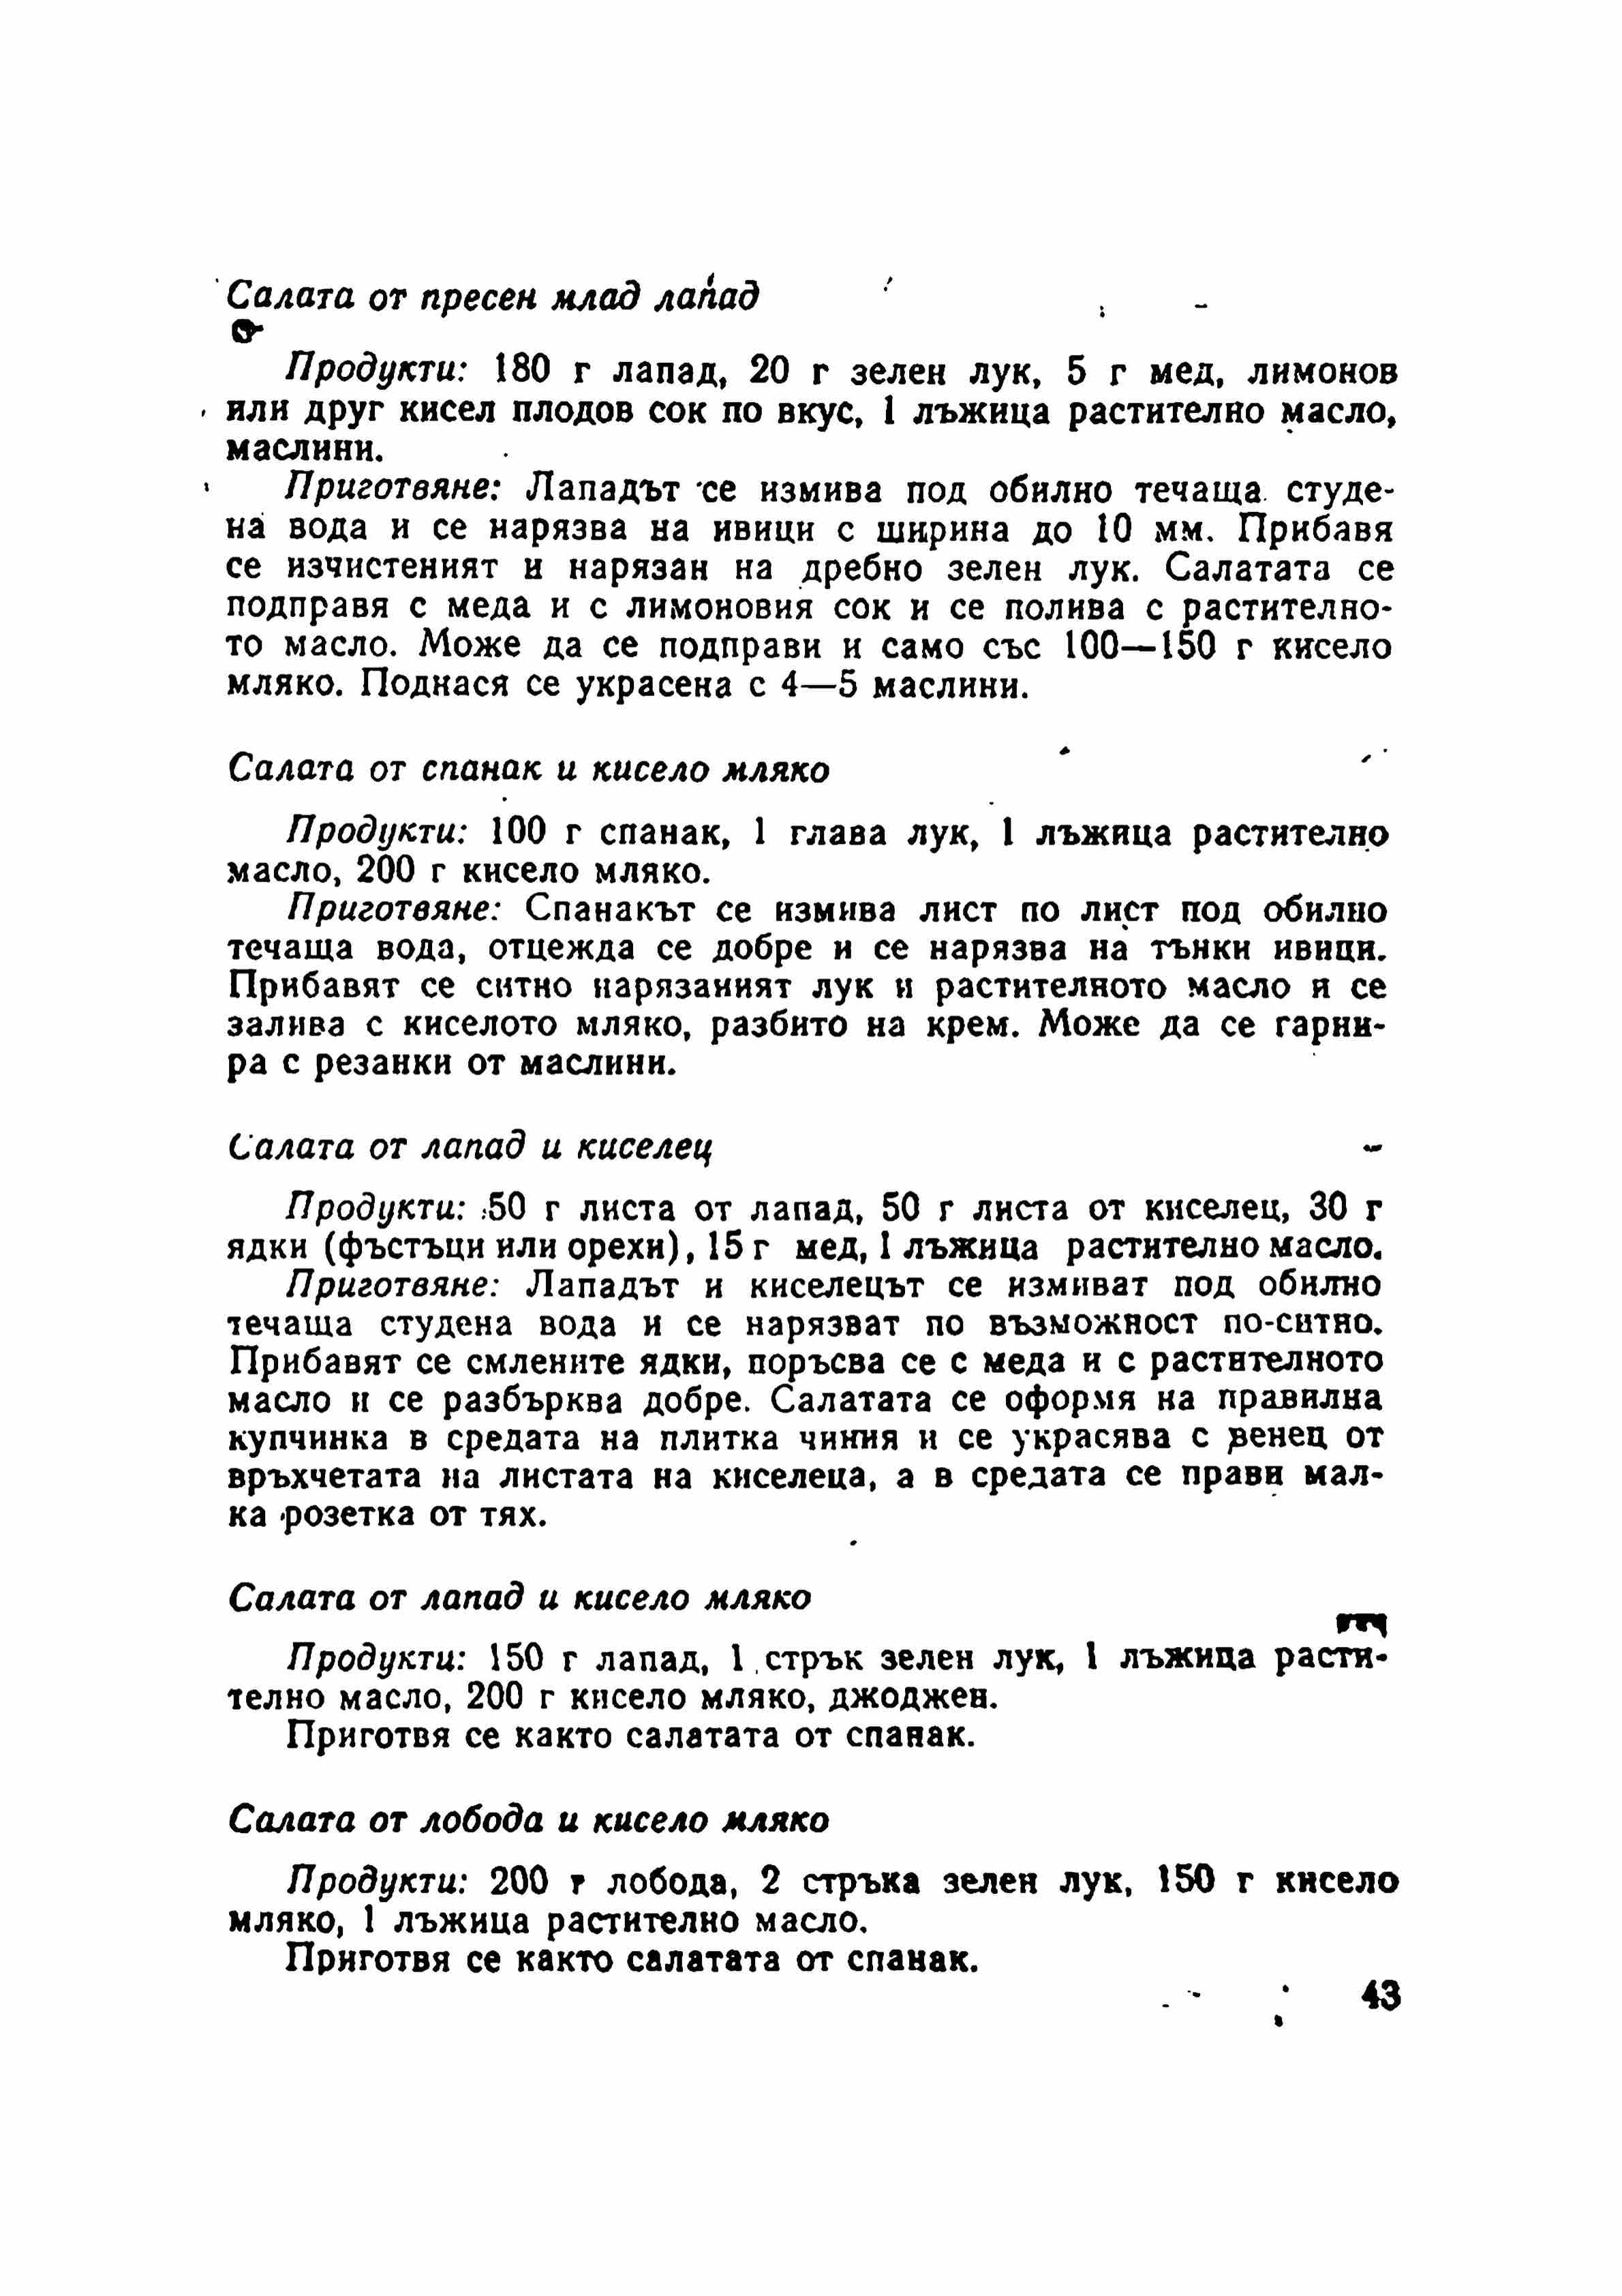 Салата от пресен млад лапад
Продукти: 180 г лапад, 20 г зелен лук, 5 г мед, лимонов
или друг кисел плодов сок по вкус, 1 лъжица растително масло,
маслини.
Приготвяне: Лападът се измива под обилно течаща студе-
на вода и се нарязва на ивици с ширина до 10 мм. Прибавя
се изчистеният и нарязан на дребно зелен лук. Салатата се
подправя с меда и с лимоновия сок и се полива с растително-
то масло. Може да се подправи и само със 100—150 г кисело
мляко. Поднася се украсена с 4—5 маслини.
Салата от спанак и кисело мляко
Продукти: 100 г спанак, 1 глава лук, 1 лъжица растително
масло, 200 г кисело мляко.
Приготвяне: Спанакът се измива лист по лист под обилно
течаща вода, отцежда се добре и се нарязва на тънки ивици.
Прибавят се ситно нарязаният лук и растителното масло и се
залива с киселото мляко, разбито на крем. Може да се гарни-
ра с резанки от маслини.
Салата от лапад и киселец
Продукти: 50 г листа от лапад, 50 г листа от киселец, 30 г
ядки (фъстъци или орехи), 15 г мед, 1 лъжица растително масло.
Приготвяне: Лападът и киселецът се измиват под обилно
течаща студена вода и се нарязват по възможност по-ситно.
Прибавят се смлените ядки, поръсва се с меда и с растителното
масло и се разбърква добре. Салатата се оформя на правилна
купчинка в средата на плитка чиния и се украсява с венец от
връхчетата на листата на киселеца, а в средата се прави мал-
ка розетка от тях.
Салата от лапад и кисело мляко
Продукти: 150 г лапад, 1 стрък зелен лук, 1 лъжица расти-
телно масло, 200 г кисело мляко, джоджен.
Приготвя се както салатата от спанак.
Салата от лобода и кисело мляко
Продукти: 200 г лобода, 2 стръка зелен лук, 150 г кисело
мляко, 1 лъжица растително масло.
Приготвя се както салатата от спанак.
43